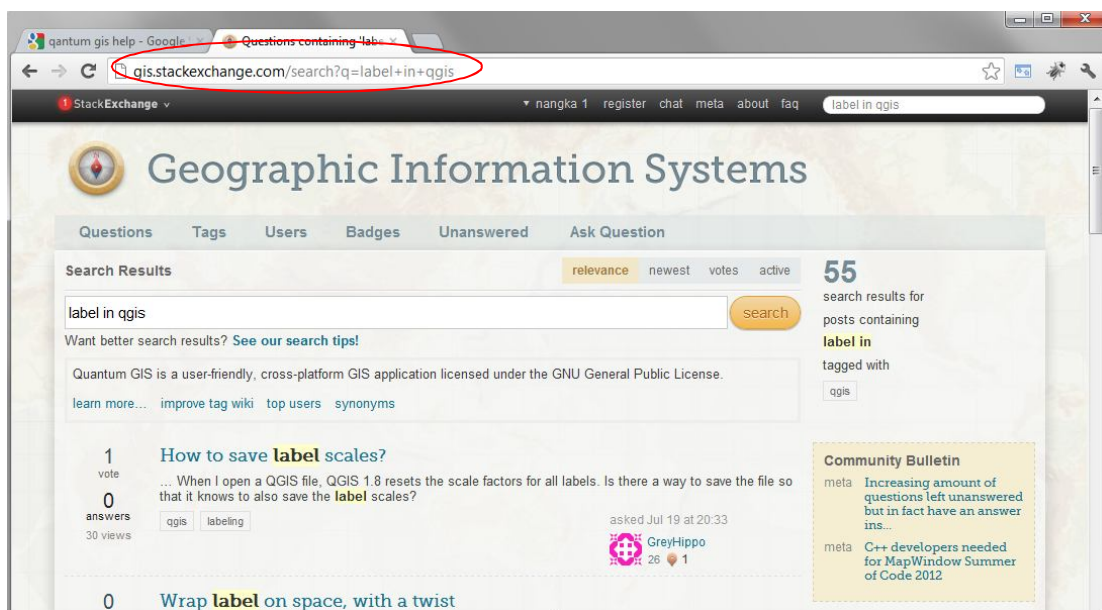 qantum gis help - Google
Questions containing 'labe
gis.stackexchange.com/search?q=label+in+qgis
1 StackExchange
nangka 1 register chat meta about faq
label in qgis
Geographic Information Systems
Questions Tags Users Badges Unanswered Ask Question
Search Results
relevance newest votes active
label in qgis
search
Want better search results? See our search tips!
Quantum GIS is a user-friendly, cross-platform GIS application licensed under the GNU General Public License.
learn more... improve tag wiki top users synonyms
55
search results for
posts containing
label in
tagged with
qgis
1
vote
0
answers
30 views
How to save label scales?
... When I open a QGIS file, QGIS 1.8 resets the scale factors for all labels. Is there a way to save the file so
that it knows to also save the label scales?
qgis labeling
asked Jul 19 at 20:33
GreyHippo
26 1
Community Bulletin
meta Increasing amount of
questions left unanswered
but in fact have an answer
ins...
meta C++ developers needed
for MapWindow Summer
of Code 2012
0
Wrap label on space, with a twist